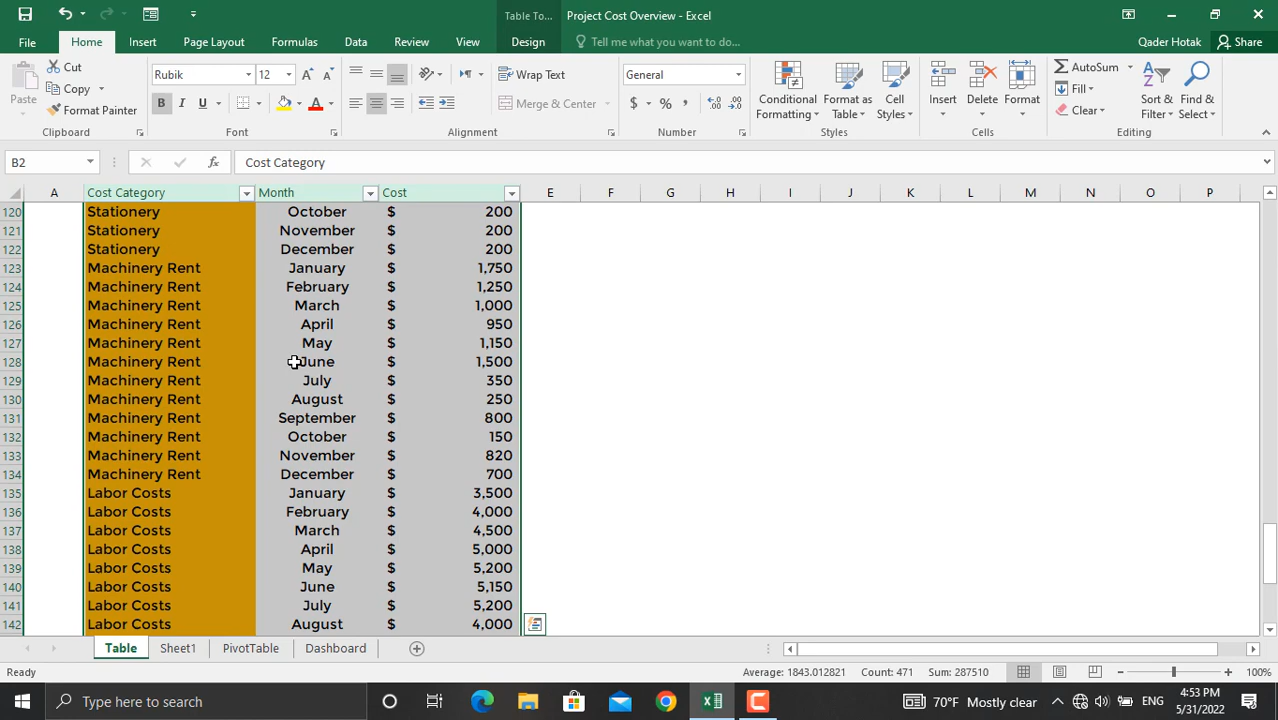 Table To...
Project Cost Overview - Excel
File
Home
Insert
Page Layout
Formulas
Data
Review
View
Design
Tell me what you want to do...
Qader Hotak
Share
Paste
Cut
Copy
Format Painter
Clipboard
Rubik
12
B I U
Font
Wrap Text
Merge & Center
Alignment
General
$ % ,
Number
Conditional Formatting
Format as Table
Cell Styles
Styles
Insert
Delete
Format
Cells
AutoSum
Fill
Clear
Sort & Filter
Find & Select
Editing
B2
fx
Cost Category
A Cost Category Month Cost E F G H I J K L M N O P
120 Stationery October $ 200
121 Stationery November $ 200
122 Stationery December $ 200
123 Machinery Rent January $ 1,750
124 Machinery Rent February $ 1,250
125 Machinery Rent March $ 1,000
126 Machinery Rent April $ 950
127 Machinery Rent May $ 1,150
128 Machinery Rent June $ 1,500
129 Machinery Rent July $ 350
130 Machinery Rent August $ 250
131 Machinery Rent September $ 800
132 Machinery Rent October $ 150
133 Machinery Rent November $ 820
134 Machinery Rent December $ 700
135 Labor Costs January $ 3,500
136 Labor Costs February $ 4,000
137 Labor Costs March $ 4,500
138 Labor Costs April $ 5,000
139 Labor Costs May $ 5,200
140 Labor Costs June $ 5,150
141 Labor Costs July $ 5,200
142 Labor Costs August $ 4,000
Table
Sheet1
PivotTable
Dashboard
Ready
Average: 1843.012821 Count: 471 Sum: 287510
100%
Type here to search
70°F Mostly clear
ENG
4:53 PM
5/31/2022